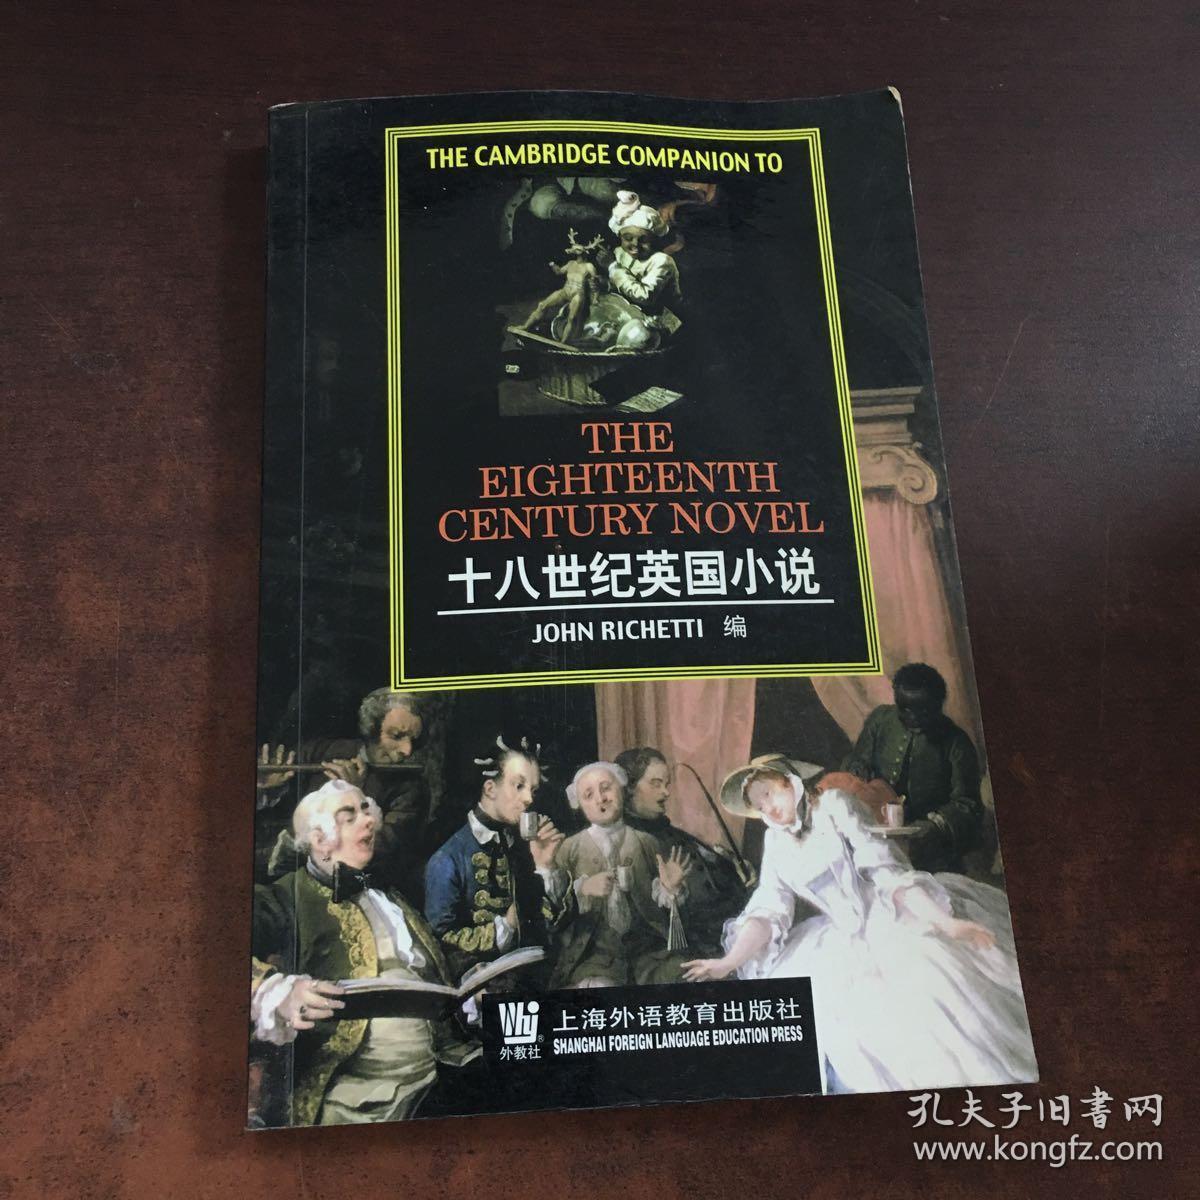 THE CAMBRIDGE COMPANION TO
THE
EIGHTEENTH
CENTURY NOVEL
十八世纪英国小说
JOHN RICHETTI 编
Why
®
外教社
上海外语教育出版社
SHANGHAI FOREIGN LANGUAGE EDUCATION PRESS
孔夫子旧書网
www.kongfz.com